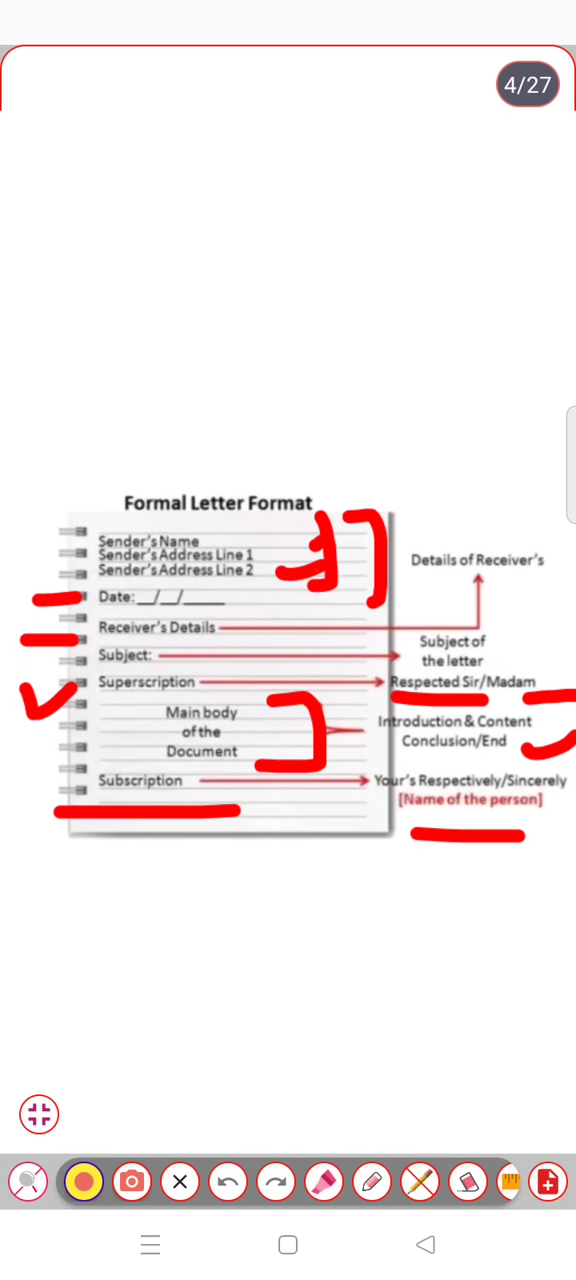 4/27
Formal Letter Format
Sender's Name
Sender's Address Line 1
Sender's Address Line 2
Date:__/__/_____
Receiver's Details
Subject:
Superscription
Main body
of the
Document
Subscription
Details of Receiver's
Subject of
the letter
Respected Sir/Madam
Introduction & Content
Conclusion/End
Your's Respectively/Sincerely
[Name of the person]